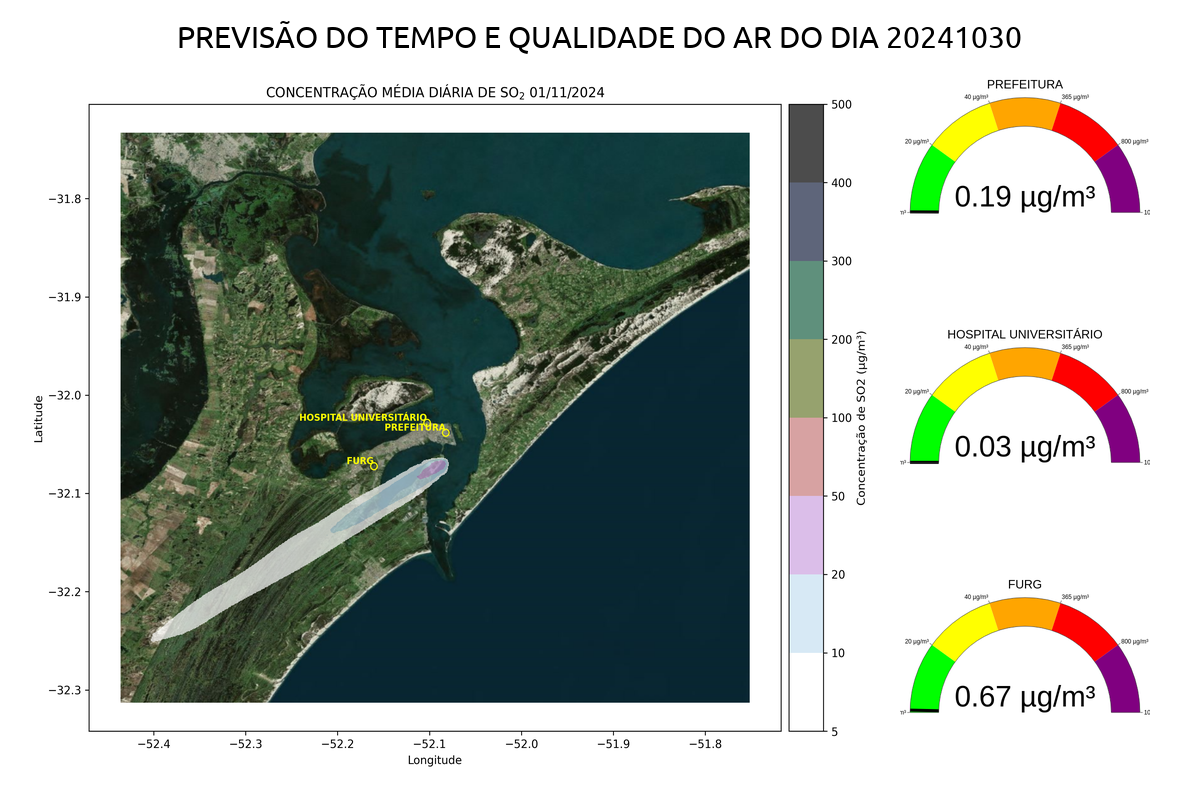 PREVISÃO DO TEMPO E QUALIDADE DO AR DO DIA 20241030
CONCENTRAÇÃO MÉDIA DIÁRIA DE SO₂ 01/11/2024
Latitude
−31.8
−31.9
−32.0
−32.1
−32.2
−32.3
HOSPITAL UNIVERSITÁRIO
PREFEITURA
FURG
−52.4
−52.3
−52.2
−52.1
−52.0
−51.9
−51.8
Longitude
500
400
300
200
100
50
20
10
5
Concentração de SO2 (µg/m³)
PREFEITURA
20 µg/m³
40 µg/m³
365 µg/m³
800 µg/m³
0.19 µg/m³
HOSPITAL UNIVERSITÁRIO
20 µg/m³
40 µg/m³
365 µg/m³
800 µg/m³
0.03 µg/m³
FURG
20 µg/m³
40 µg/m³
365 µg/m³
800 µg/m³
0.67 µg/m³